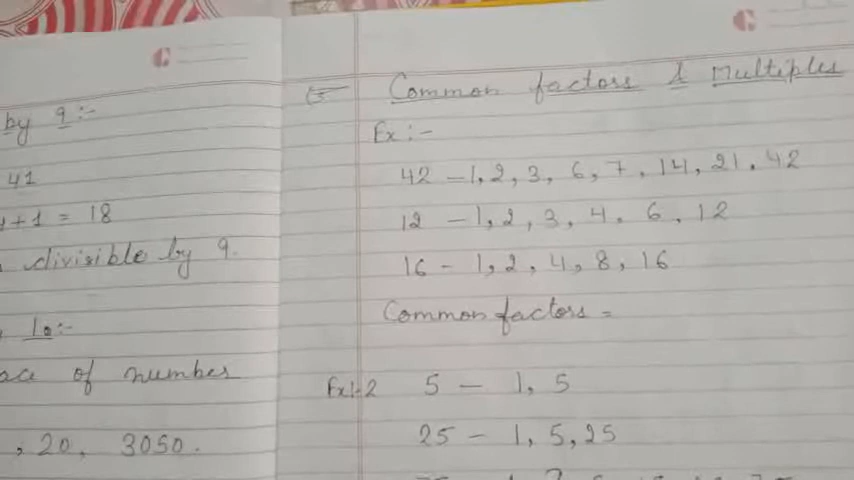 by 9:-
41
+1 = 18
divisible by 9.
10:-
of number
, 20, 3050.
Common factors & Multiples
Ex:-
42 - 1, 2, 3, 6, 7, 14, 21, 42
12 - 1, 2, 3, 4, 6, 12
16 - 1, 2, 4, 8, 16
Common factors =
Ex:-2 5 - 1, 5
25 - 1, 5, 25